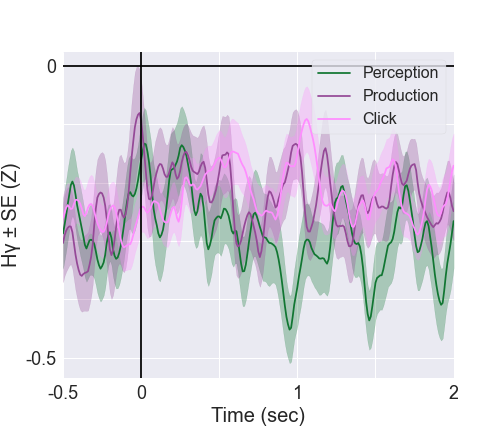 Perception
Production
Click
0
-0.5
Hγ ± SE (Z)
-0.5 0 1 2
Time (sec)